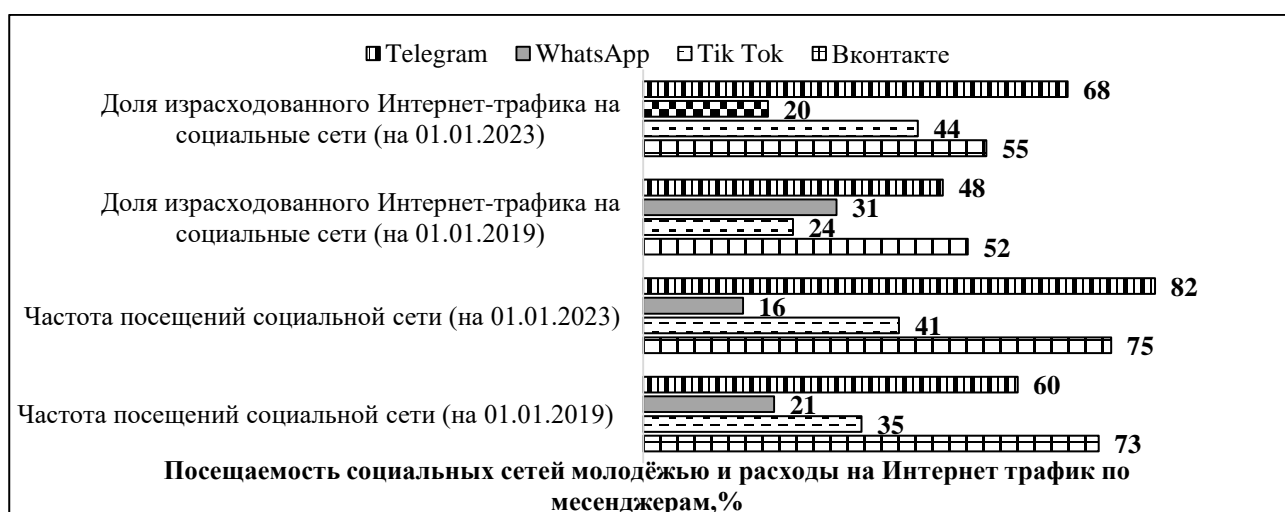 Telegram WhatsApp Tik Tok Вконтакте
Доля израсходованного Интернет-трафика на
социальные сети (на 01.01.2023)
68
20
44
55
Доля израсходованного Интернет-трафика на
социальные сети (на 01.01.2019)
48
31
24
52
Частота посещений социальной сети (на 01.01.2023)
82
16
41
75
Частота посещений социальной сети (на 01.01.2019)
60
21
35
73
Посещаемость социальных сетей молодёжью и расходы на Интернет трафик по
месенджерам,%